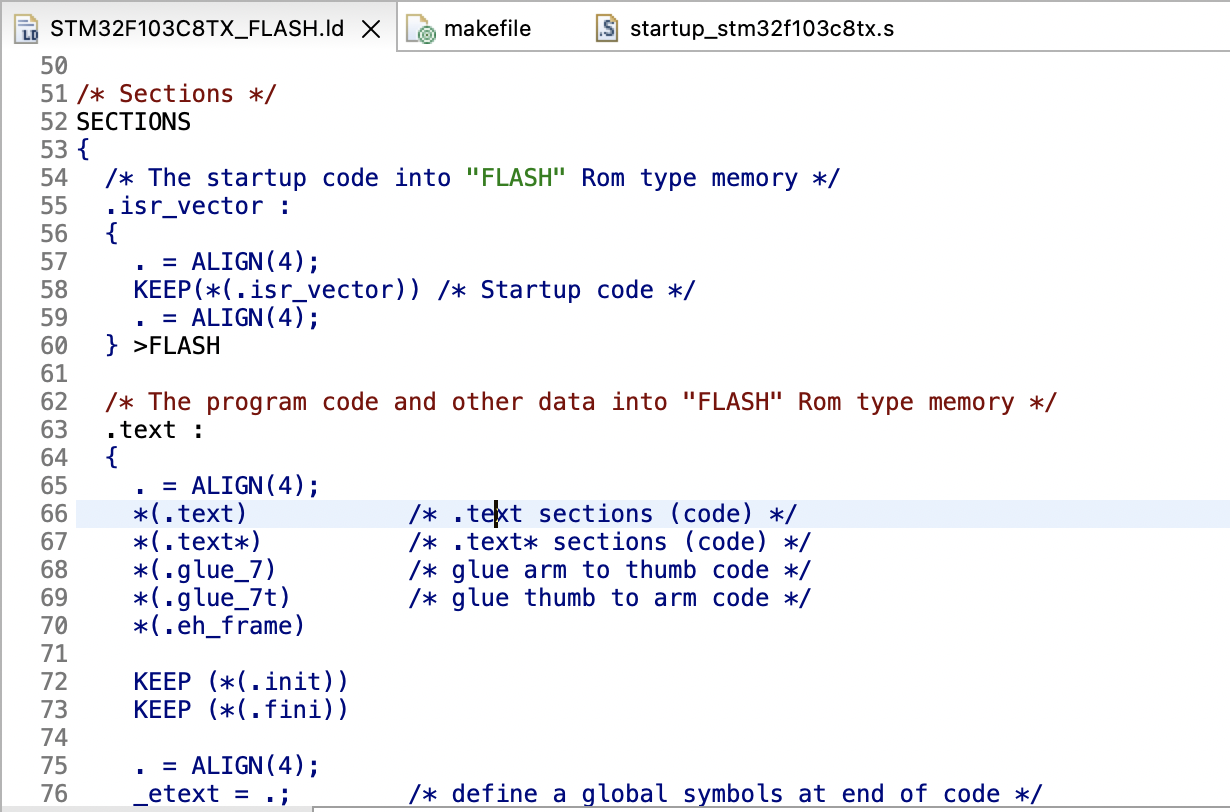 STM32F103C8TX_FLASH.ld makefile startup_stm32f103c8tx.s
50
51 /* Sections */
52 SECTIONS
53 {
54   /* The startup code into "FLASH" Rom type memory */
55   .isr_vector :
56   {
57     . = ALIGN(4);
58     KEEP(*(.isr_vector)) /* Startup code */
59     . = ALIGN(4);
60   } >FLASH
61
62   /* The program code and other data into "FLASH" Rom type memory */
63   .text :
64   {
65     . = ALIGN(4);
66     *(.text)           /* .text sections (code) */
67     *(.text*)          /* .text* sections (code) */
68     *(.glue_7)         /* glue arm to thumb code */
69     *(.glue_7t)        /* glue thumb to arm code */
70     *(.eh_frame)
71
72     KEEP (*(.init))
73     KEEP (*(.fini))
74
75     . = ALIGN(4);
76     _etext = .;        /* define a global symbols at end of code */